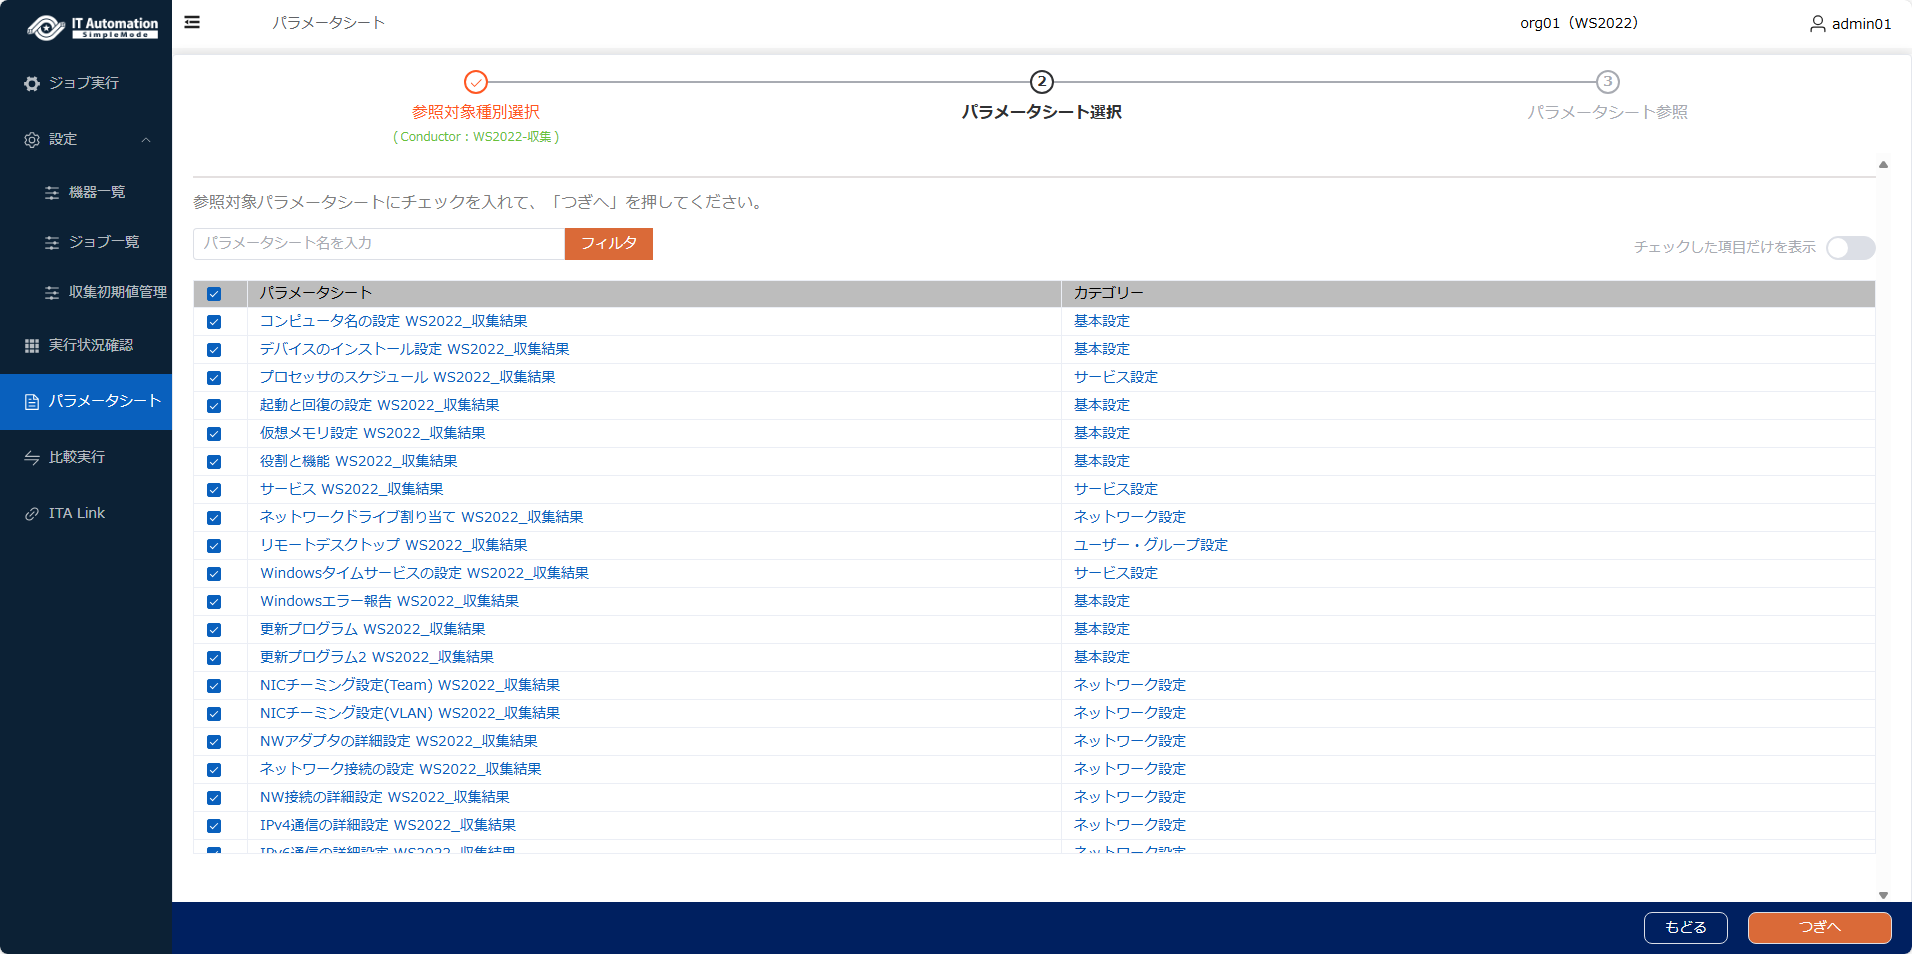 IT Automation
SimpleMode
パラメータシート
org01（WS2022）
admin01
ジョブ実行
設定
機器一覧
ジョブ一覧
収集初期値管理
実行状況確認
パラメータシート
比較実行
ITA Link
参照対象種別選択
( Conductor : WS2022-収集 )
2
パラメータシート選択
3
パラメータシート参照
参照対象パラメータシートにチェックを入れて、「つぎへ」を押してください。
パラメータシート名を入力
フィルタ
チェックした項目だけを表示
パラメータシート カテゴリー
コンピュータ名の設定 WS2022_収集結果 基本設定
デバイスのインストール設定 WS2022_収集結果 基本設定
プロセッサのスケジュール WS2022_収集結果 サービス設定
起動と回復の設定 WS2022_収集結果 基本設定
仮想メモリ設定 WS2022_収集結果 基本設定
役割と機能 WS2022_収集結果 基本設定
サービス WS2022_収集結果 サービス設定
ネットワークドライブ割り当て WS2022_収集結果 ネットワーク設定
リモートデスクトップ WS2022_収集結果 ユーザー・グループ設定
Windowsタイムサービスの設定 WS2022_収集結果 サービス設定
Windowsエラー報告 WS2022_収集結果 基本設定
更新プログラム WS2022_収集結果 基本設定
更新プログラム2 WS2022_収集結果 基本設定
NICチーミング設定(Team) WS2022_収集結果 ネットワーク設定
NICチーミング設定(VLAN) WS2022_収集結果 ネットワーク設定
NWアダプタの詳細設定 WS2022_収集結果 ネットワーク設定
ネットワーク接続の設定 WS2022_収集結果 ネットワーク設定
NW接続の詳細設定 WS2022_収集結果 ネットワーク設定
IPv4通信の詳細設定 WS2022_収集結果 ネットワーク設定
IPv6通信の詳細設定 WS2022_収集結果 ネットワーク設定
もどる
つぎへ